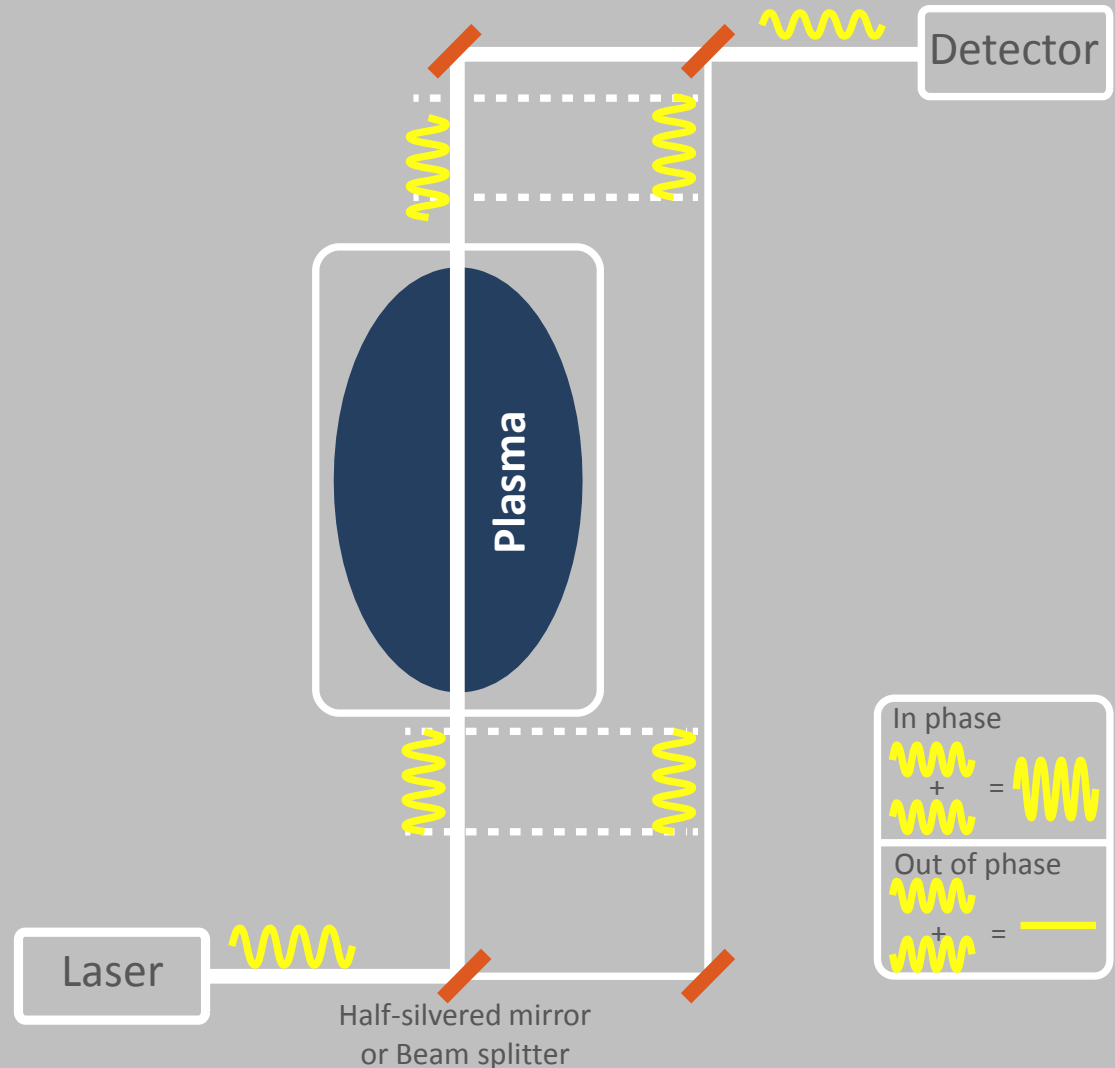 Detector
Plasma
In phase
+
=
Out of phase
+
=
Laser
Half-silvered mirror
or Beam splitter